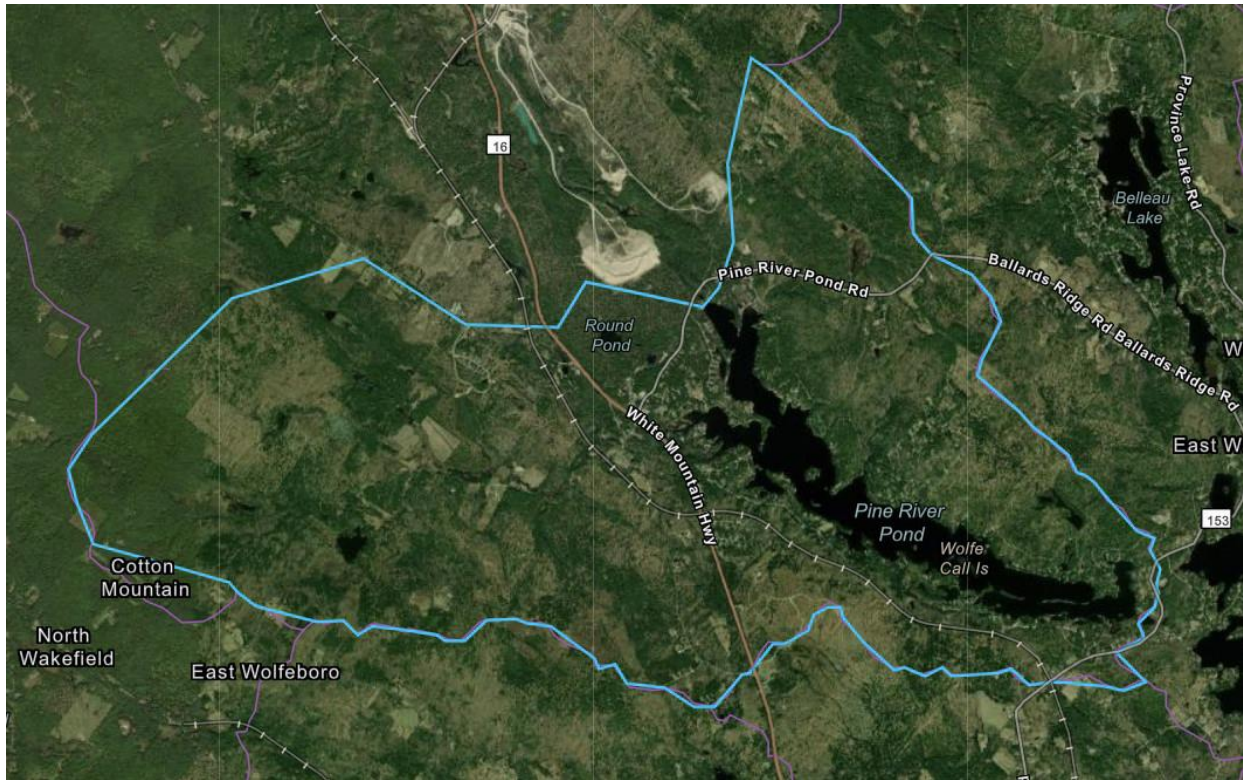 16
Province Lake Rd
Belleau
Lake
Pine River Pond Rd
Ballards Ridge Rd
Ballards Ridge Rd
Round
Pond
White Mountain Hwy
East W
Pine River
Pond
153
Wolfe
Call Is
Cotton
Mountain
North
Wakefield
East Wolfeboro